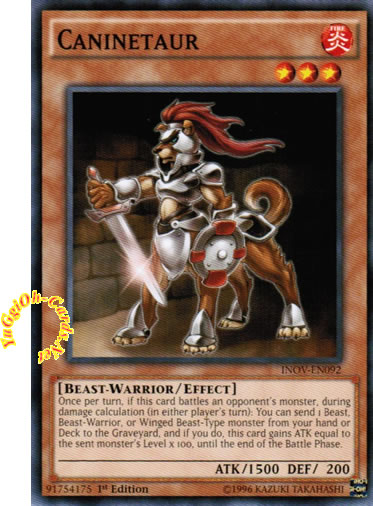 CANINETAUR
FIRE
炎
YuGgiOh-Cards.Net
INOV-EN092
[BEAST-WARRIOR/EFFECT]
Once per turn, if this card battles an opponent's monster, during
damage calculation (in either player's turn): You can send 1 Beast,
Beast-Warrior, or Winged Beast-Type monster from your hand or
Deck to the Graveyard, and if you do, this card gains ATK equal to
the sent monster's Level x 100, until the end of the Battle Phase.
ATK/1500 DEF/ 200
91754175 1st Edition ©1996 KAZUKI TAKAHASHI